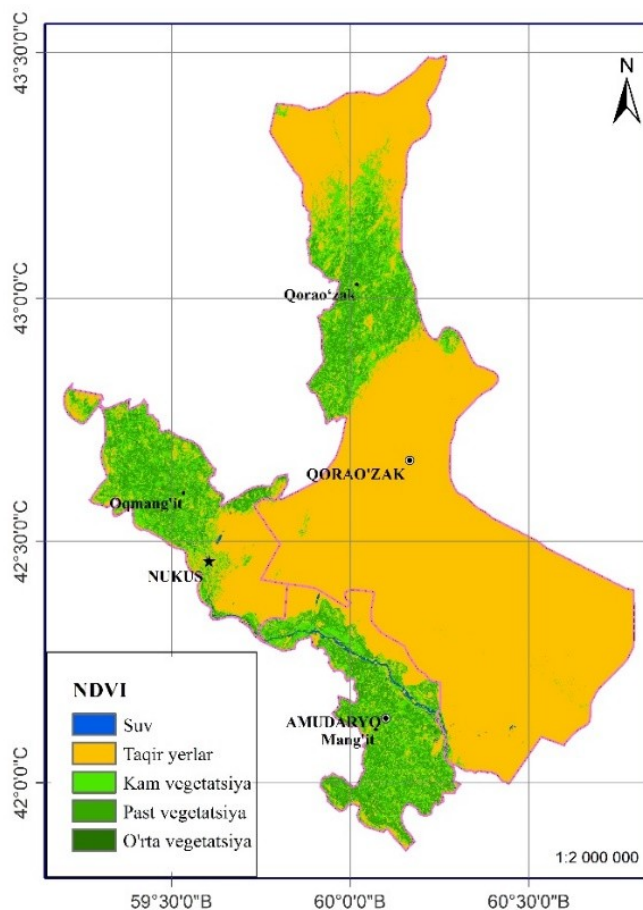 43°30'0"C
N
43°0'0"C
Qorao‘zak
QORAO'ZAK
Oqmang'it
42°30'0"C
NUKUS
NDVI
Suv
AMUDARYO
Taqir yerlar
Mang'it
Kam vegetatsiya
42°0'0"C
Past vegetatsiya
O'rta vegetatsiya
1:2 000 000
59°30'0"B
60°0'0"B
60°30'0"B